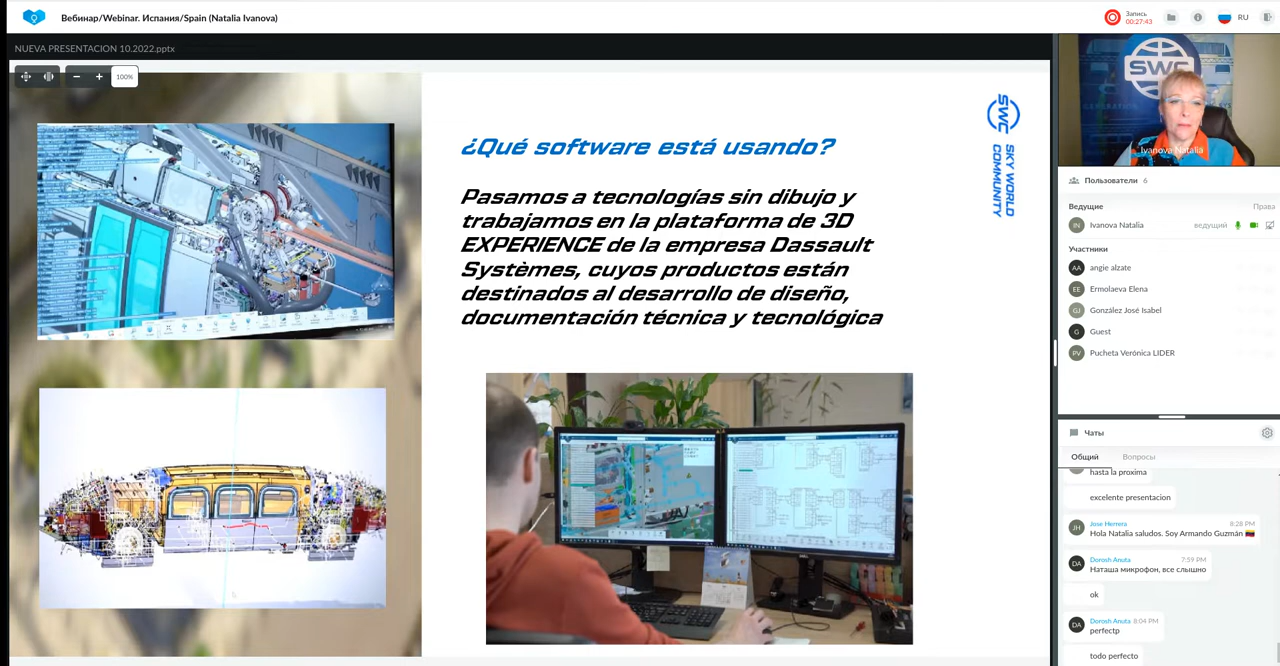 Вебинар/Webinar. Испания/Spain (Natalia Ivanova)
Запись
00:27:43
RU
NUEVA PRESENTACION 10.2022.pptx
100%
¿Qué software está usando?
Pasamos a tecnologías sin dibujo y
trabajamos en la plataforma de 3D
EXPERIENCE de la empresa Dassault
Systèmes, cuyos productos están
destinados al desarrollo de diseño,
documentación técnica y tecnológica
SWC
SKY WORLD
COMMUNITY
SWC
Ivanova Natalia
Пользователи 6
Ведущие Права
IN Ivanova Natalia ведущий
Участники
AA angie alzate
EE Ermolaeva Elena
GJ González José Isabel
G Guest
PV Pucheta Verónica LIDER
Чаты
Общий Вопросы
hasta la proxima
excelente presentacion
JH Jose Herrera 8:28 PM
Hola Natalia saludos. Soy Armando Guzmán
DA Dorosh Anuta 7:59 PM
Наташа микрофон, все слышно
ok
DA Dorosh Anuta 8:04 PM
perfectp
todo perfecto